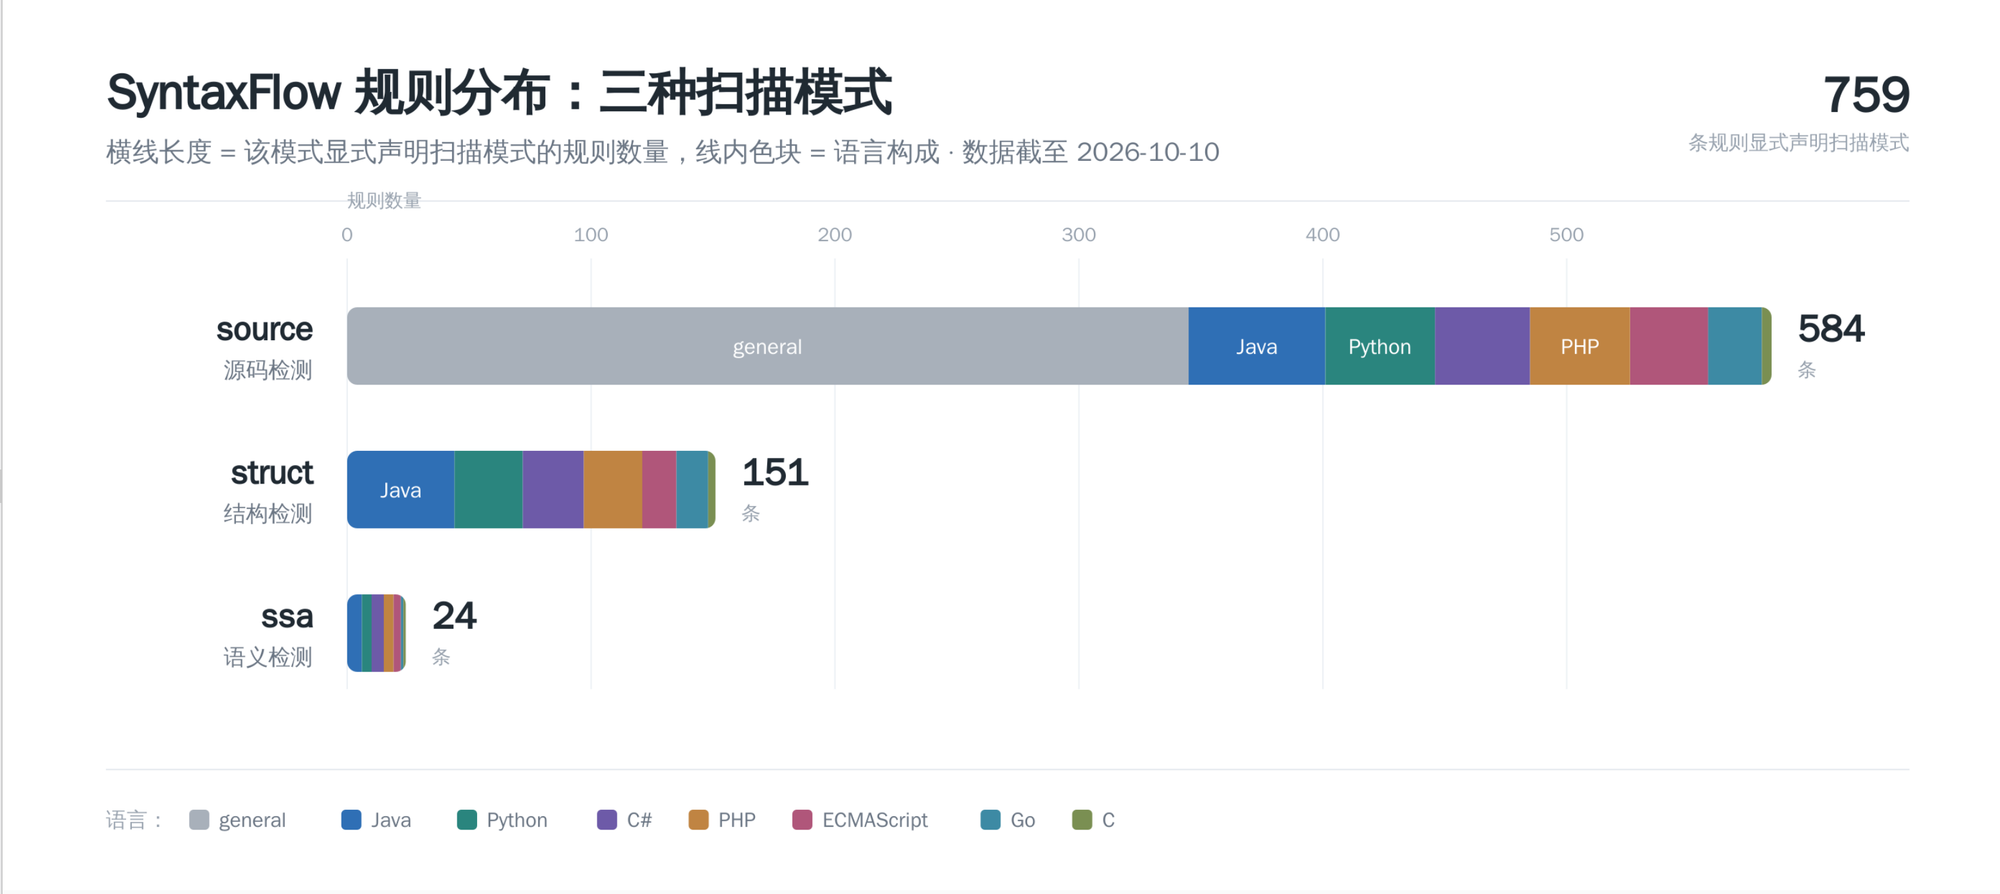 SyntaxFlow 规则分布：三种扫描模式
759
横线长度 = 该模式显式声明扫描模式的规则数量，线内色块 = 语言构成 · 数据截至 2026-10-10
条规则显式声明扫描模式
规则数量
0 100 200 300 400 500
source
源码检测
general Java Python PHP
584
条
struct
结构检测
Java
151
条
ssa
语义检测
24
条
语言： general Java Python C# PHP ECMAScript Go C